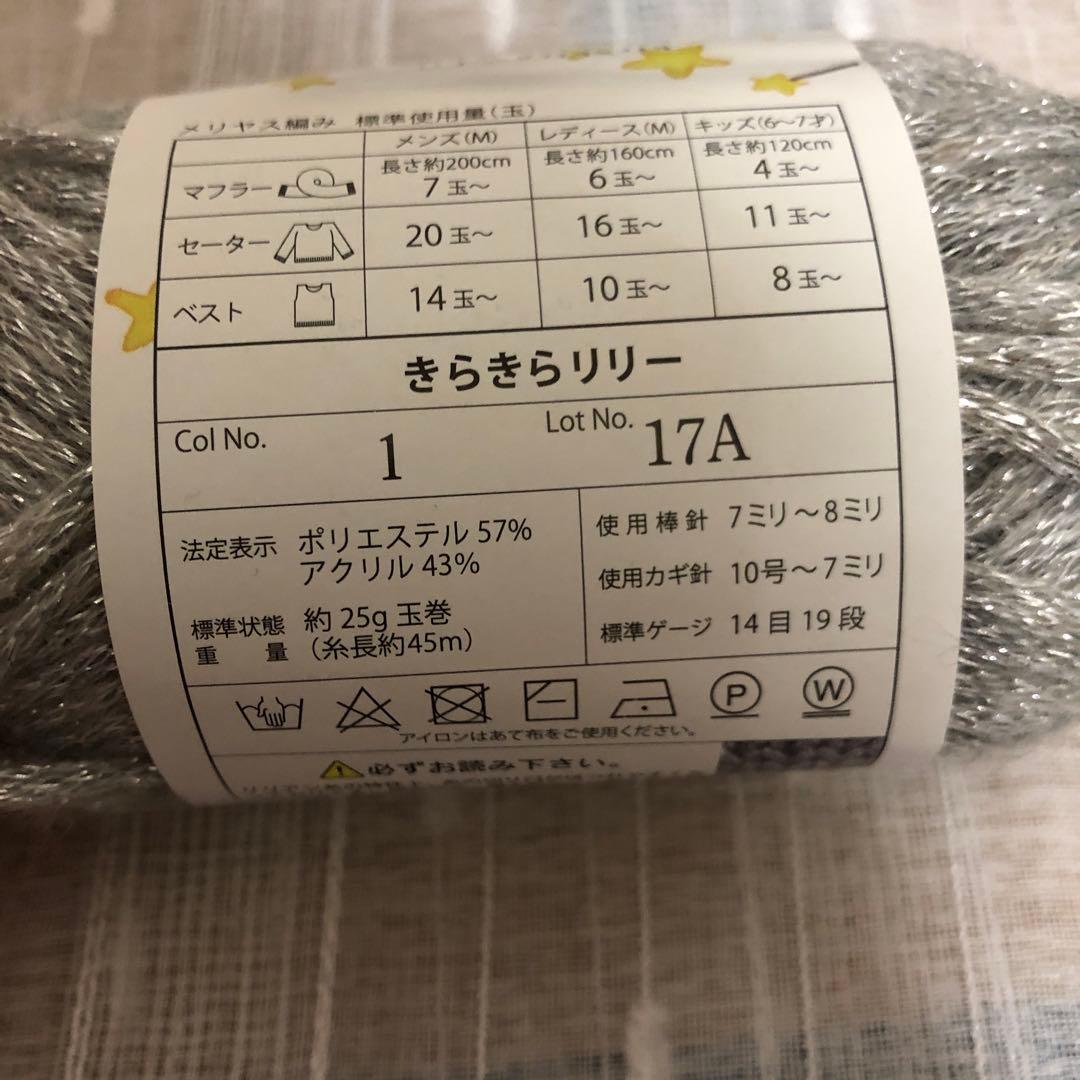 メリヤス編み 標準使用量(玉)
メンズ(M) レディース(M) キッズ(6〜7才)
マフラー 長さ約200cm 長さ約160cm 長さ約120cm
7玉〜 6玉〜 4玉〜
セーター 20玉〜 16玉〜 11玉〜
ベスト 14玉〜 10玉〜 8玉〜
きらきらリリー
Col No. 1 Lot No. 17A
法定表示 ポリエステル 57%
アクリル 43%
標準状態重量 約 25g 玉巻
(糸長約45m)
使用棒針 7ミリ〜8ミリ
使用カギ針 10号〜7ミリ
標準ゲージ 14目19段
P W
アイロンはあて布をご使用ください。
必ずお読み下さい。